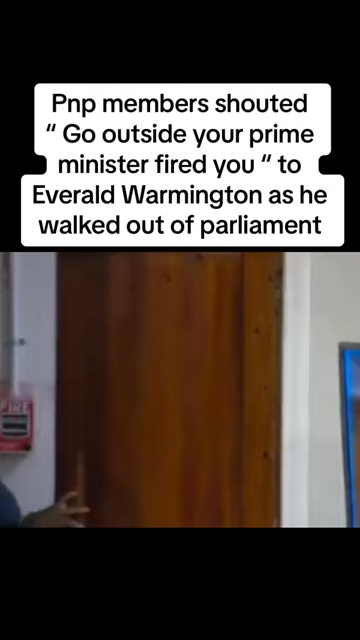 Pnp members shouted
“ Go outside your prime
minister fired you “ to
Everald Warmington as he
walked out of parliament
FIRE